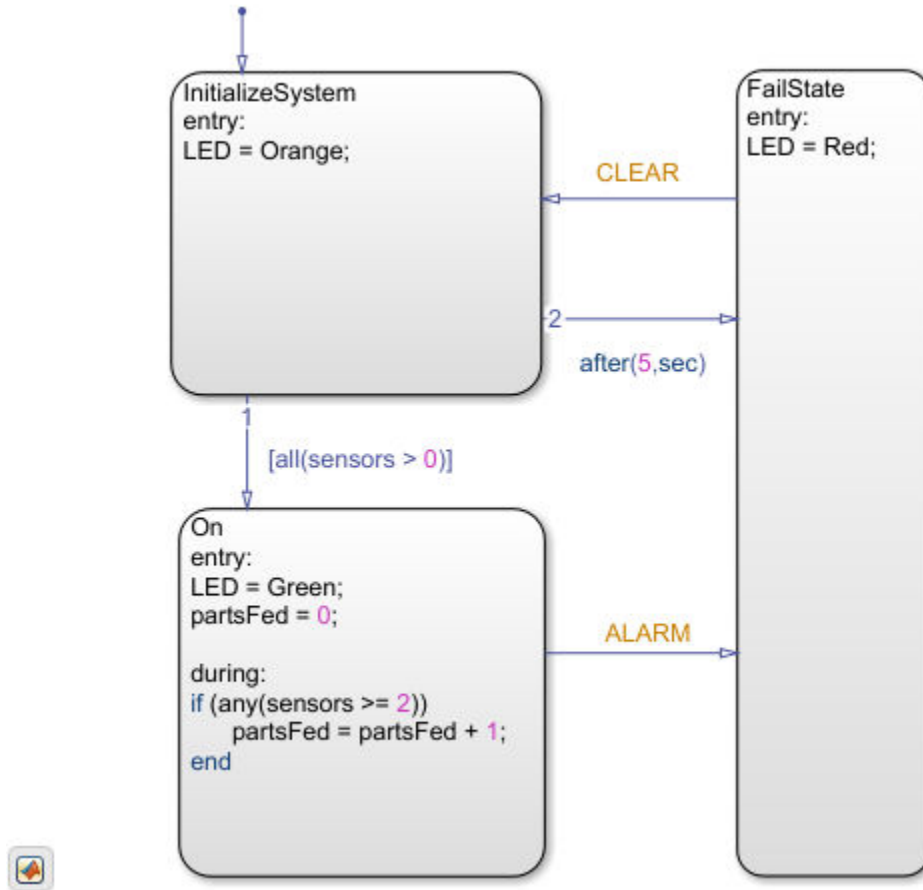 InitializeSystem
entry:
LED = Orange;
FailState
entry:
LED = Red;
CLEAR
2
after(5,sec)
1
[all(sensors > 0)]
On
entry:
LED = Green;
partsFed = 0;
during:
if (any(sensors >= 2))
partsFed = partsFed + 1;
end
ALARM